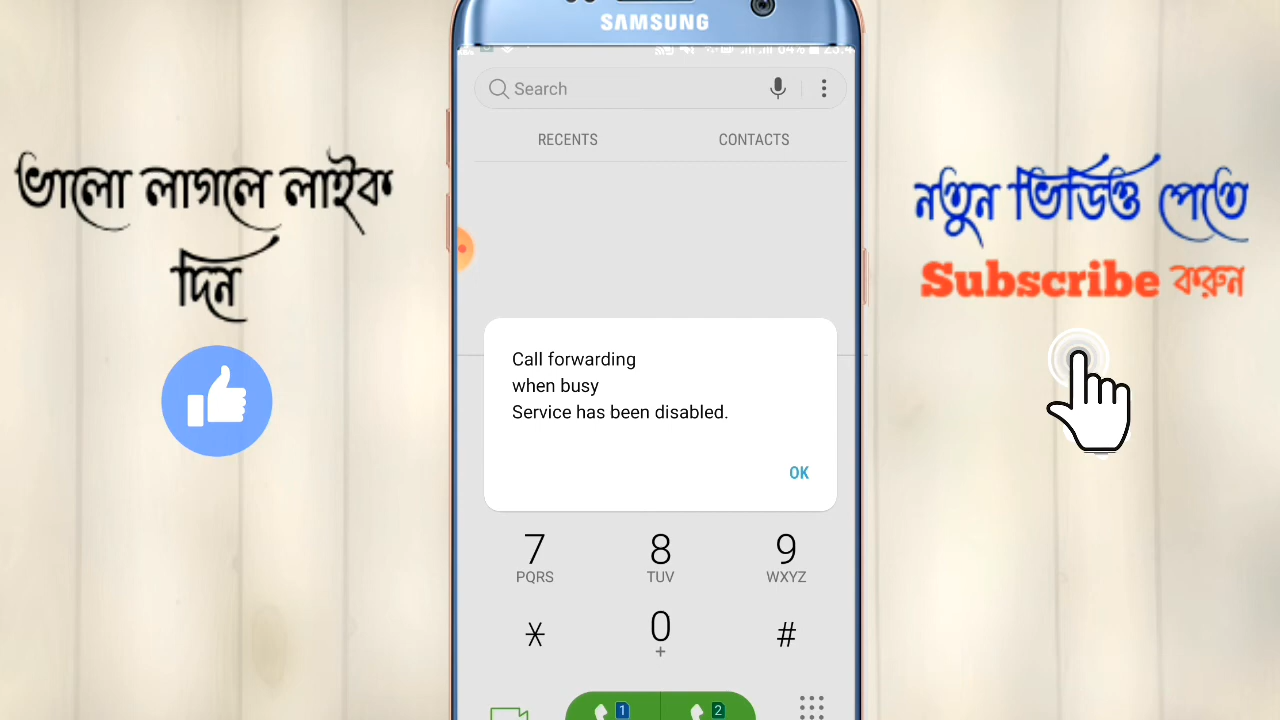 SAMSUNG
84%
Search
RECENTS
CONTACTS
ভালো লাগলে লাইক
দিন
নতুন ভিডিও পেতে
Subscribe করুন
Call forwarding
when busy
Service has been disabled.
OK
7
PQRS
8
TUV
9
WXYZ
*
0
+
#
1
2